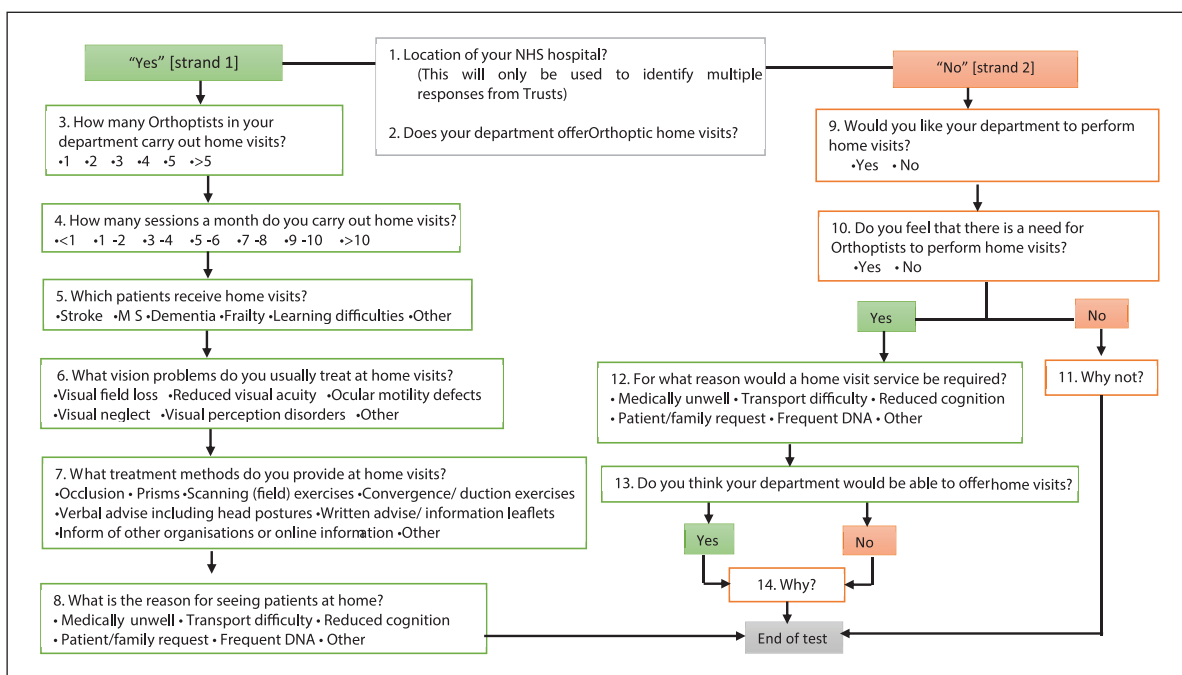 “Yes” [strand 1]
1. Location of your NHS hospital?
(This will only be used to identify multiple
responses from Trusts)
2. Does your department offerOrthoptic home visits?
“No” [strand 2]
3. How many Orthoptists in your
department carry out home visits?
•1 •2 •3 •4 •5 •>5
4. How many sessions a month do you carry out home visits?
•<1 •1 -2 •3 -4 •5 -6 •7 -8 •9 -10 •>10
5. Which patients receive home visits?
•Stroke •M S •Dementia •Frailty •Learning difficulties •Other
6. What vision problems do you usually treat at home visits?
•Visual field loss •Reduced visual acuity •Ocular motility defects
•Visual neglect •Visual perception disorders •Other
7. What treatment methods do you provide at home visits?
•Occlusion • Prisms •Scanning (field) exercises •Convergence/ duction exercises
•Verbal advise including head postures •Written advise/ information leaflets
•Inform of other organisations or online information •Other
8. What is the reason for seeing patients at home?
• Medically unwell • Transport difficulty • Reduced cognition
• Patient/family request • Frequent DNA • Other
9. Would you like your department to perform
home visits?
•Yes • No
10. Do you feel that there is a need for
Orthoptists to perform home visits?
•Yes • No
Yes
No
11. Why not?
12. For what reason would a home visit service be required?
• Medically unwell • Transport difficulty • Reduced cognition
• Patient/family request • Frequent DNA • Other
13. Do you think your department would be able to offerhome visits?
Yes
No
14. Why?
End of test